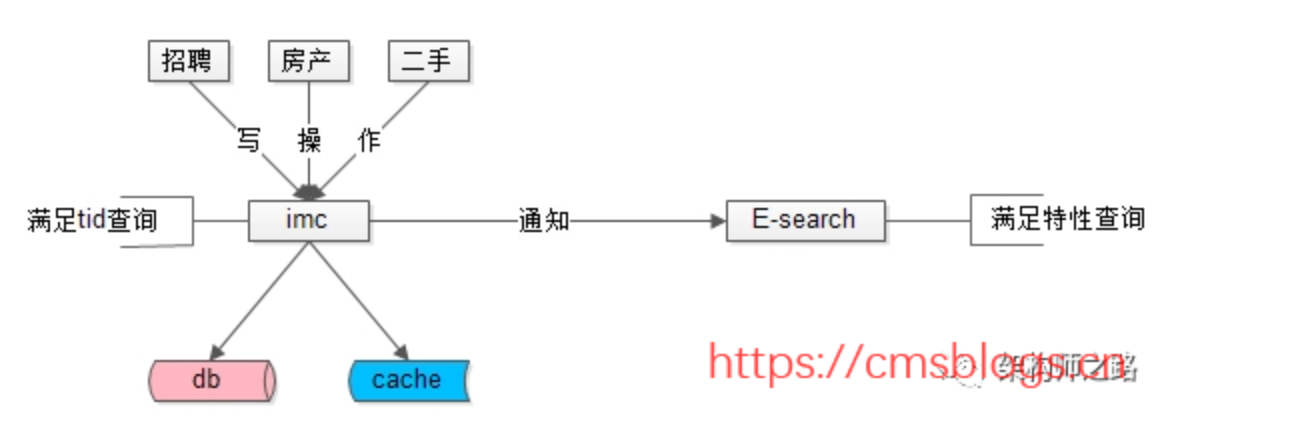 招聘
房产
二手
写 操 作
满足tid查询
imc
通知
E-search
满足特性查询
db
cache
https://cmsblogs.cn
架构师之路